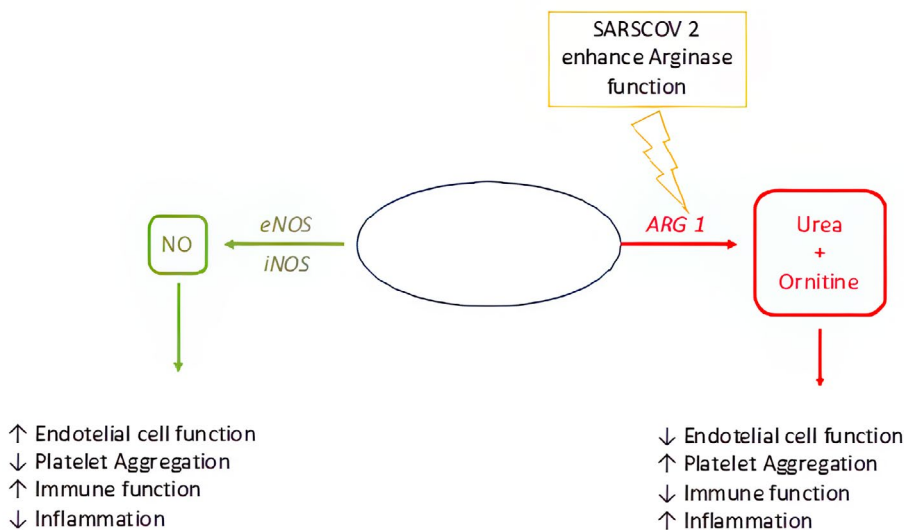 SARSCOV 2
enhance Arginase
function
eNOS
iNOS
NO
ARG 1
Urea
+
Ornitine
↑ Endotelial cell function
↓ Platelet Aggregation
↑ Immune function
↓ Inflammation
↓ Endotelial cell function
↑ Platelet Aggregation
↓ Immune function
↑ Inflammation